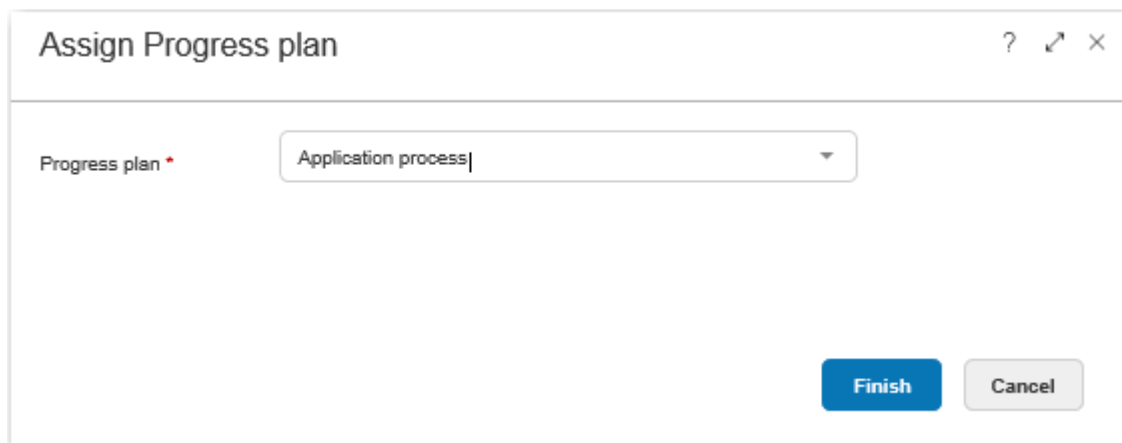 Assign Progress plan ?
Progress plan * Application process
Finish Cancel